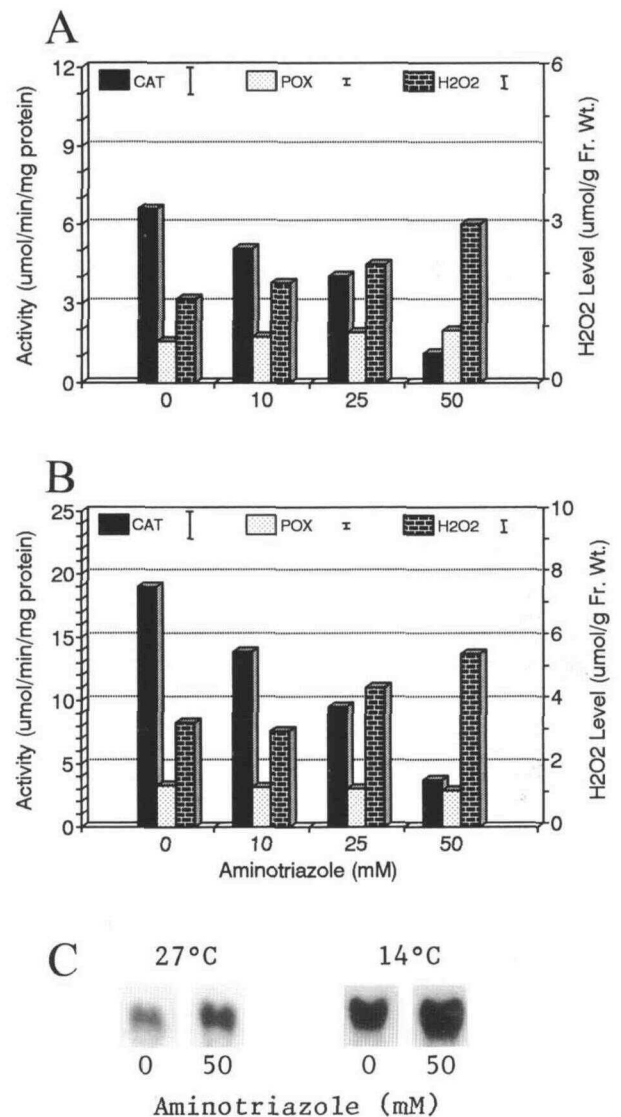 A
CAT POX H2O2
Activity (umol/min/mg protein)
12
9
6
3
0
H2O2 Level (umol/g Fr. Wt.)
6
3
0
0 10 25 50
B
CAT POX H2O2
Activity (umol/min/mg protein)
25
20
15
10
5
0
H2O2 Level (umol/g Fr. Wt.)
10
8
6
4
2
0
0 10 25 50
Aminotriazole (mM)
C
27°C 14°C
0 50 0 50
Aminotriazole (mM)